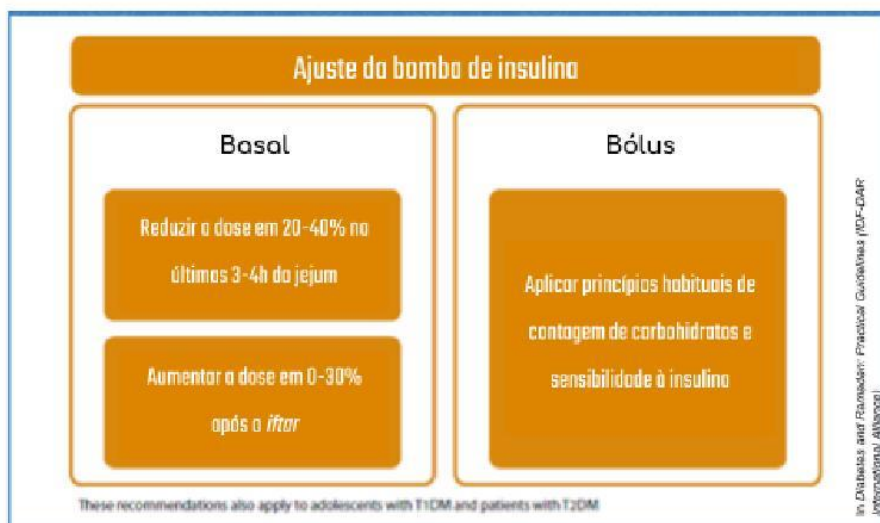 Ajuste da bomba de insulina
Basal
Reduzir a dose em 20-40% na
últimas 3-4h do jejum
Aumentar a dose em 0-30%
após o iftar
Bólus
Aplicar princípios habituais de
contagem de carbohidratos e
sensibilidade à insulina
These recommendations also apply to adolescents with T1DM and patients with T2DM
In Diabetes and Ramadan: Practical Guidelines (IDF-DAR
International Alliance)